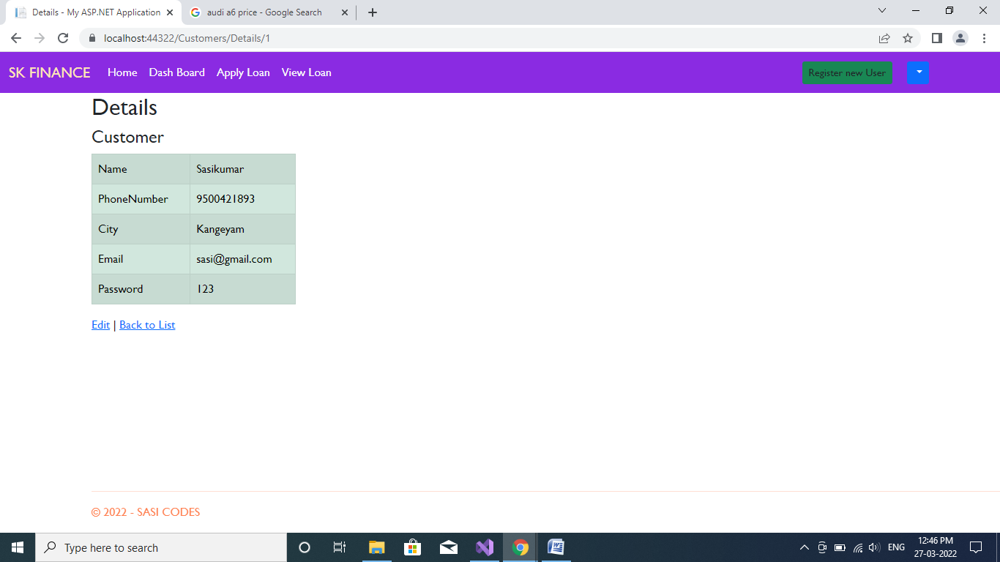 Details - My ASP.NET Application
audi a6 price - Google Search
localhost:44322/Customers/Details/1
SK FINANCE Home Dash Board Apply Loan View Loan Register new User
Details
Customer
Name Sasikumar
PhoneNumber 9500421893
City Kangeyam
Email sasi@gmail.com
Password 123
Edit | Back to List
© 2022 - SASI CODES
Type here to search
ENG
12:46 PM
27-03-2022